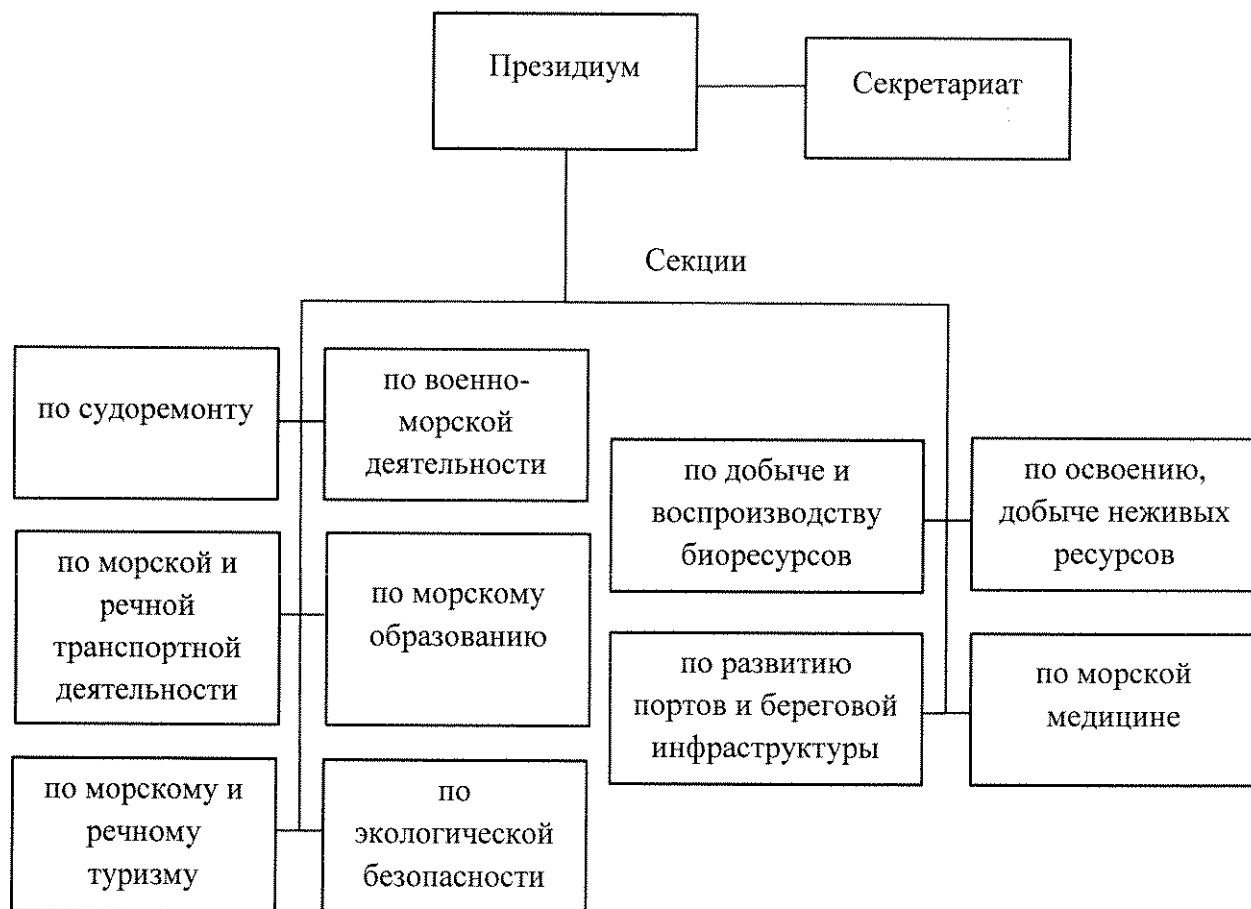 Президиум
Секретариат
Секции
по судоремонту
по военно-
морской
деятельности
по добыче и
воспроизводству
биоресурсов
по освоению,
добыче неживых
ресурсов
по морской и
речной
транспортной
деятельности
по морскому
образованию
по развитию
портов и береговой
инфраструктуры
по морской
медицине
по морскому и
речному
туризму
по
экологической
безопасности